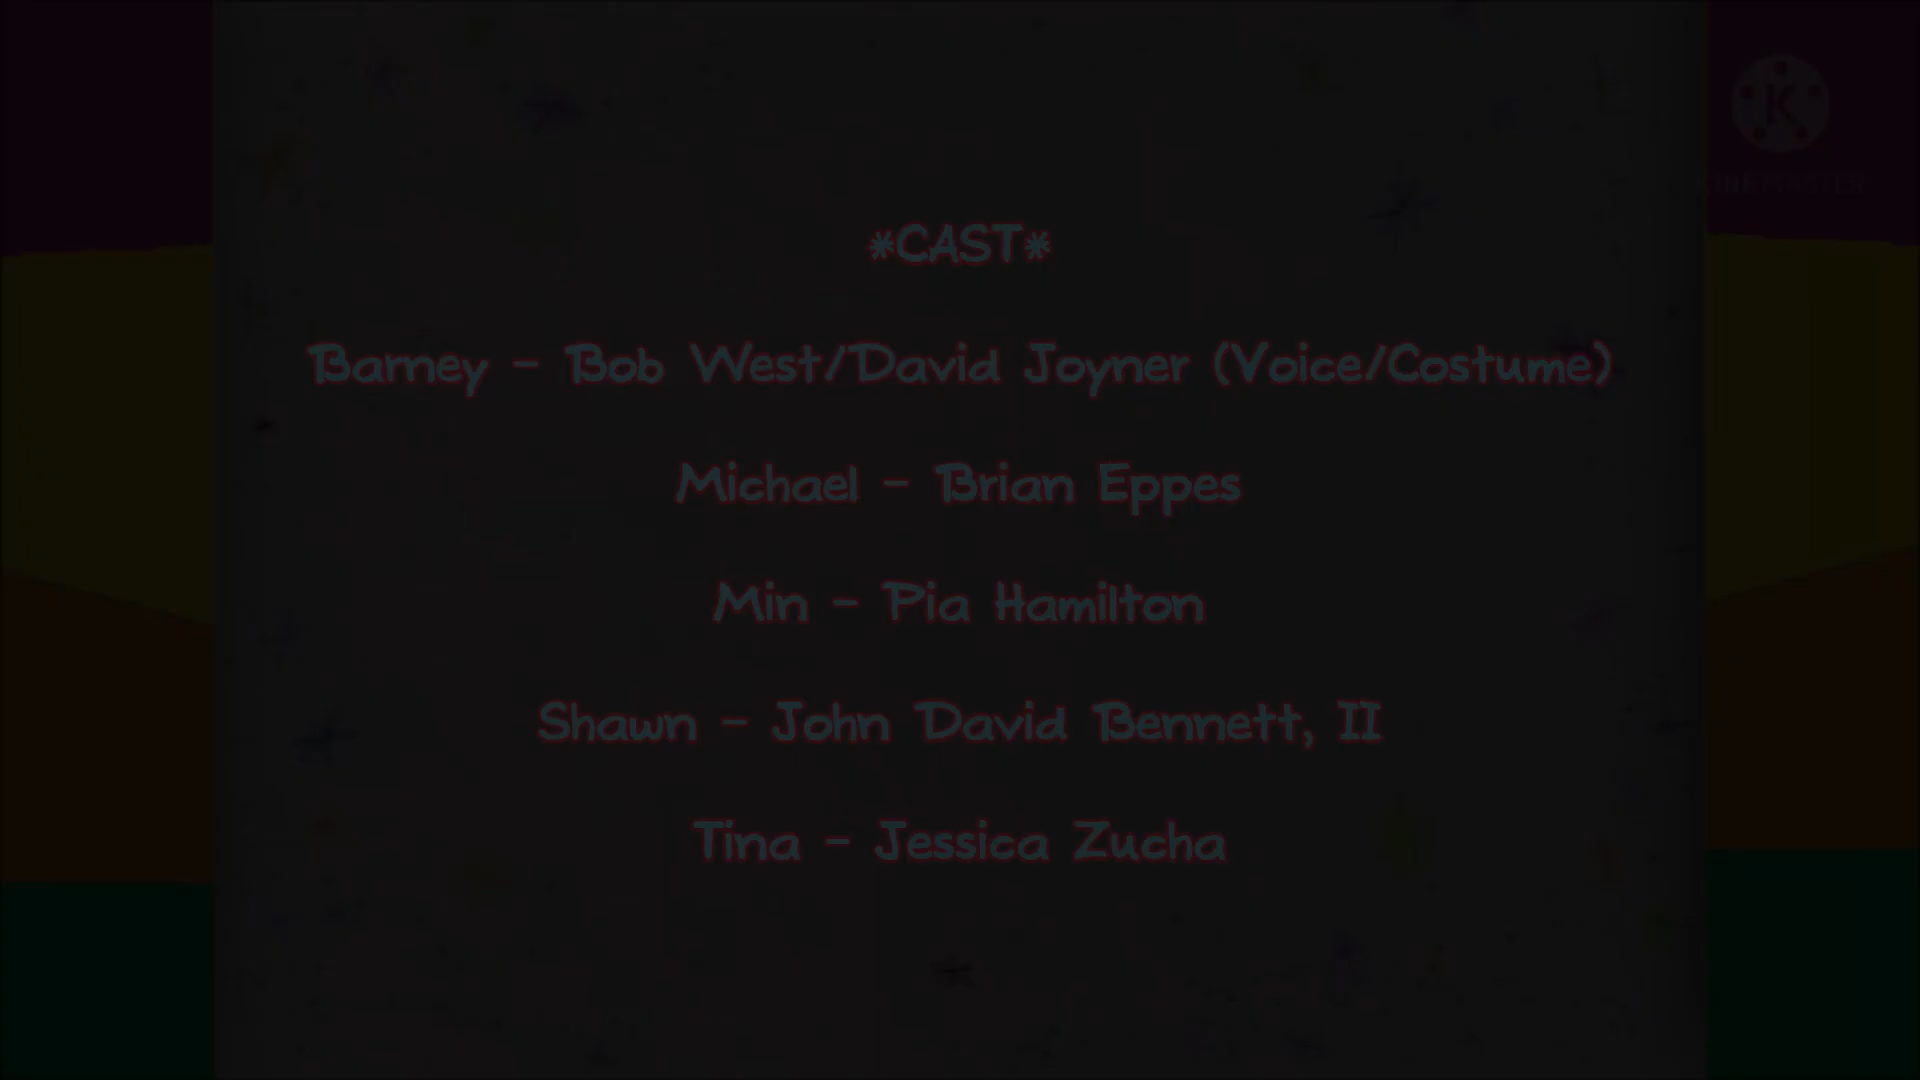 *CAST*
Barney - Bob West/David Joyner (Voice/Costume)
Michael - Brian Eppes
Min - Pia Hamilton
Shawn - John David Bennett, II
Tina - Jessica Zucha
K
KINEMASTER